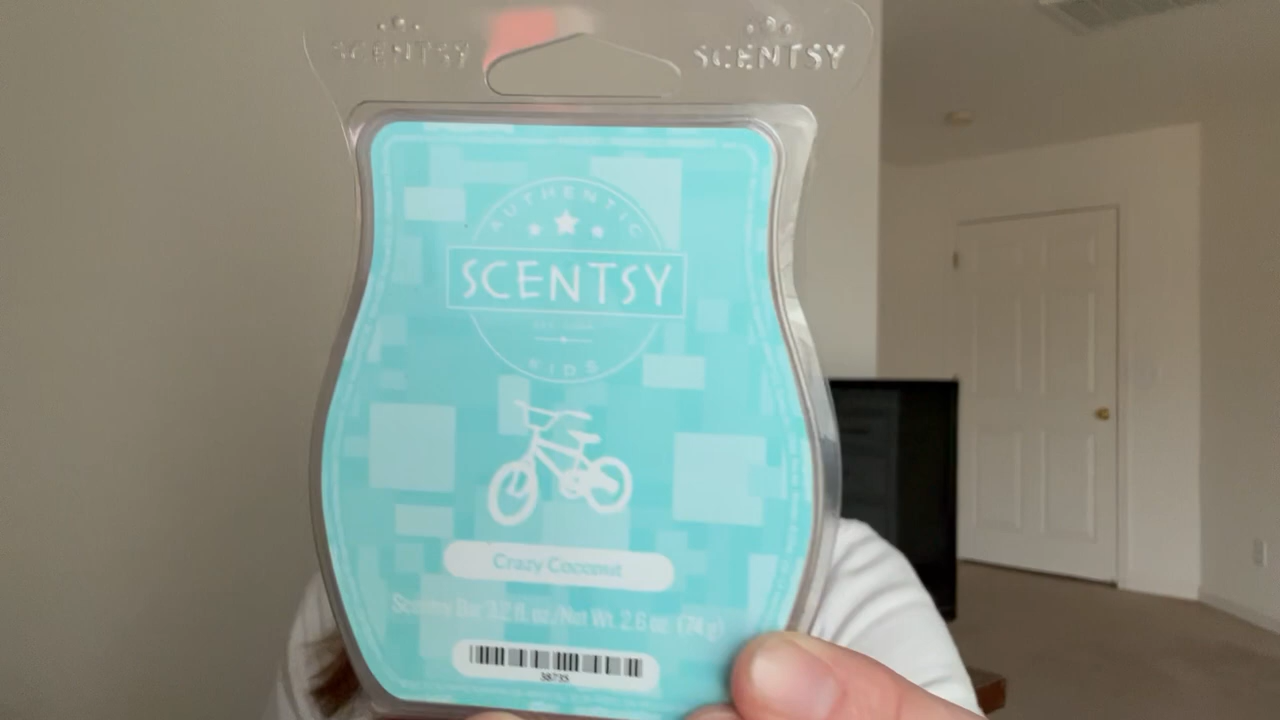 SCENTSY SCENTSY
AUTHENTIC
SCENTSY
KIDS
Crazy Coconut
Scentsy Bar 3.2 fl. oz/Net Wt. 2.6 oz (74g)
38735